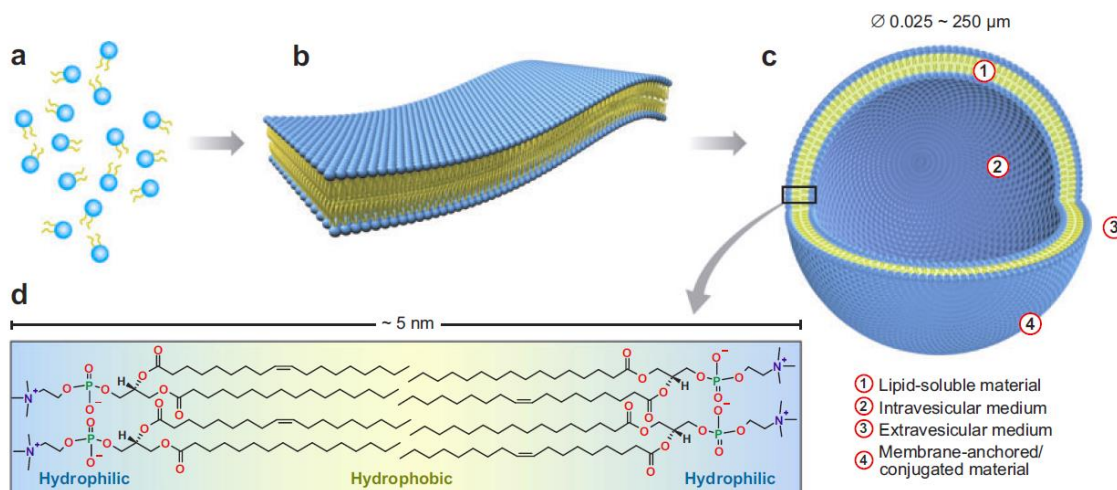 Ø 0.025 ~ 250 µm
a
b
c
1
2
3
4
d
~ 5 nm
O O P O O − O H O O O
N + O O P O O − O H O O O
N +
O O O H O P O O − O N +
O O O H O P O O − O N +
Hydrophilic
Hydrophobic
Hydrophilic
1 Lipid-soluble material
2 Intravesicular medium
3 Extravesicular medium
4 Membrane-anchored/
conjugated material